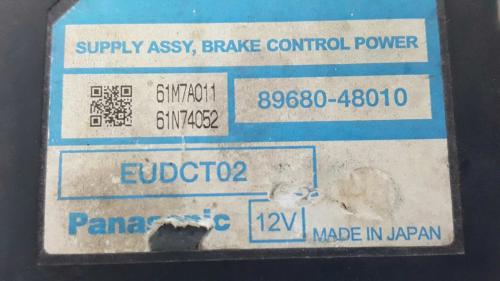 SUPPLY ASSY, BRAKE CONTROL POWER
61M7A011
61N74052
89680-48010
EUDCT02
Panasonic
12V
MADE IN JAPAN